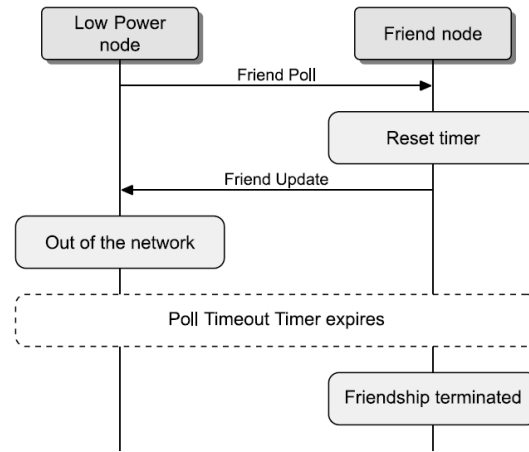 Low Power
node
Friend node
Friend Poll
Reset timer
Friend Update
Out of the network
Poll Timeout Timer expires
Friendship terminated